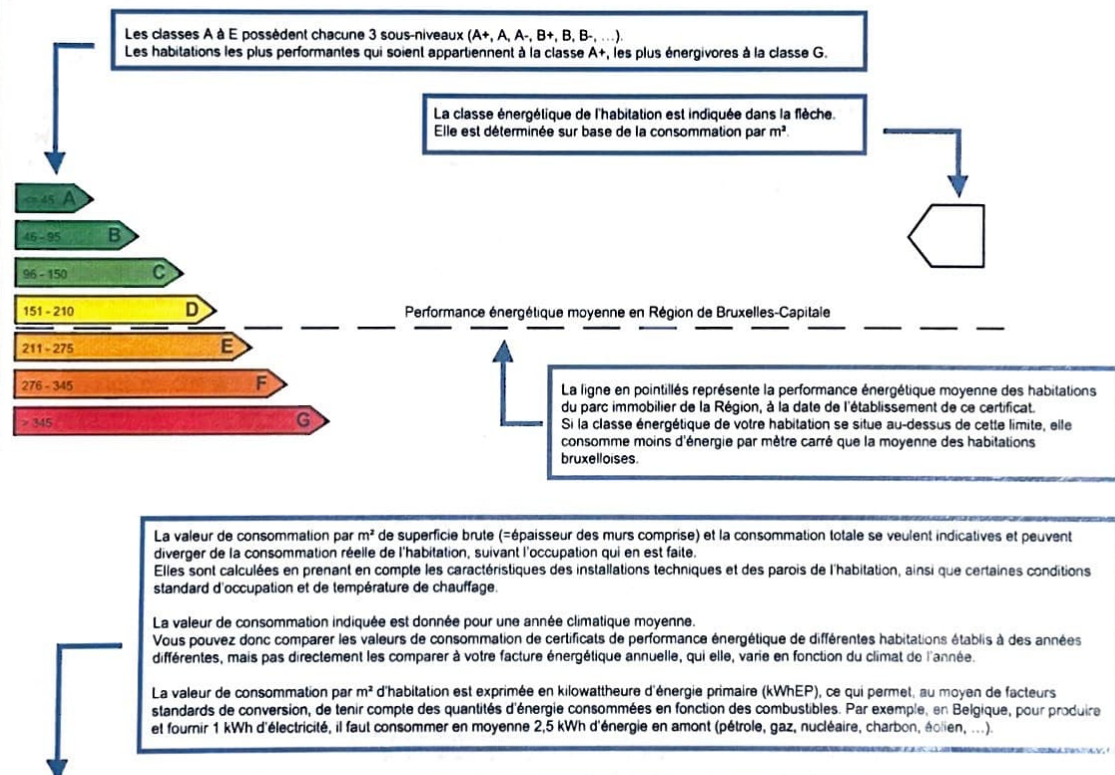 Les classes A à E possèdent chacune 3 sous-niveaux (A+, A, A-, B+, B, B-, ...).
Les habitations les plus performantes qui soient appartiennent à la classe A+, les plus énergivores à la classe G.
La classe énergétique de l'habitation est indiquée dans la flèche.
Elle est déterminée sur base de la consommation par m².
<= 45 A
46 - 95 B
96 - 150 C
151 - 210 D
Performance énergétique moyenne en Région de Bruxelles-Capitale
211 - 275 E
276 - 345 F
> 345 G
La ligne en pointillés représente la performance énergétique moyenne des habitations
du parc immobilier de la Région, à la date de l'établissement de ce certificat.
Si la classe énergétique de votre habitation se situe au-dessus de cette limite, elle
consomme moins d'énergie par mètre carré que la moyenne des habitations
bruxelloises.
La valeur de consommation par m² de superficie brute (=épaisseur des murs comprise) et la consommation totale se veulent indicatives et peuvent
diverger de la consommation réelle de l'habitation, suivant l'occupation qui en est faite.
Elles sont calculées en prenant en compte les caractéristiques des installations techniques et des parois de l'habitation, ainsi que certaines conditions
standard d'occupation et de température de chauffage.
La valeur de consommation indiquée est donnée pour une année climatique moyenne.
Vous pouvez donc comparer les valeurs de consommation de certificats de performance énergétique de différentes habitations établis à des années
différentes, mais pas directement les comparer à votre facture énergétique annuelle, qui elle, varie en fonction du climat de l'année.
La valeur de consommation par m² d'habitation est exprimée en kilowattheure d'énergie primaire (kWhEP), ce qui permet, au moyen de facteurs
standards de conversion, de tenir compte des quantités d'énergie consommées en fonction des combustibles. Par exemple, en Belgique, pour produire
et fournir 1 kWh d'électricité, il faut consommer en moyenne 2,5 kWh d'énergie en amont (pétrole, gaz, nucléaire, charbon, éolien, ...).